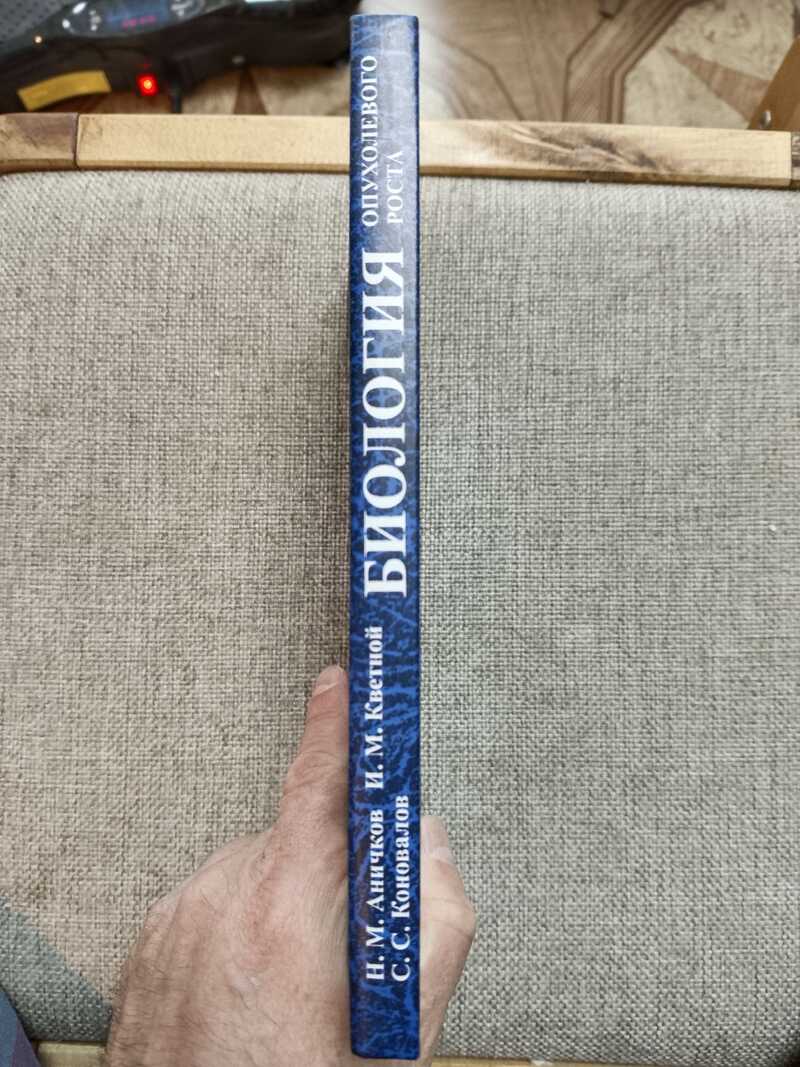 Н. М. Аничков И. М. Кветной
С. С. Коновалов
БИОЛОГИЯ
ОПУХОЛЕВОГО
РОСТА